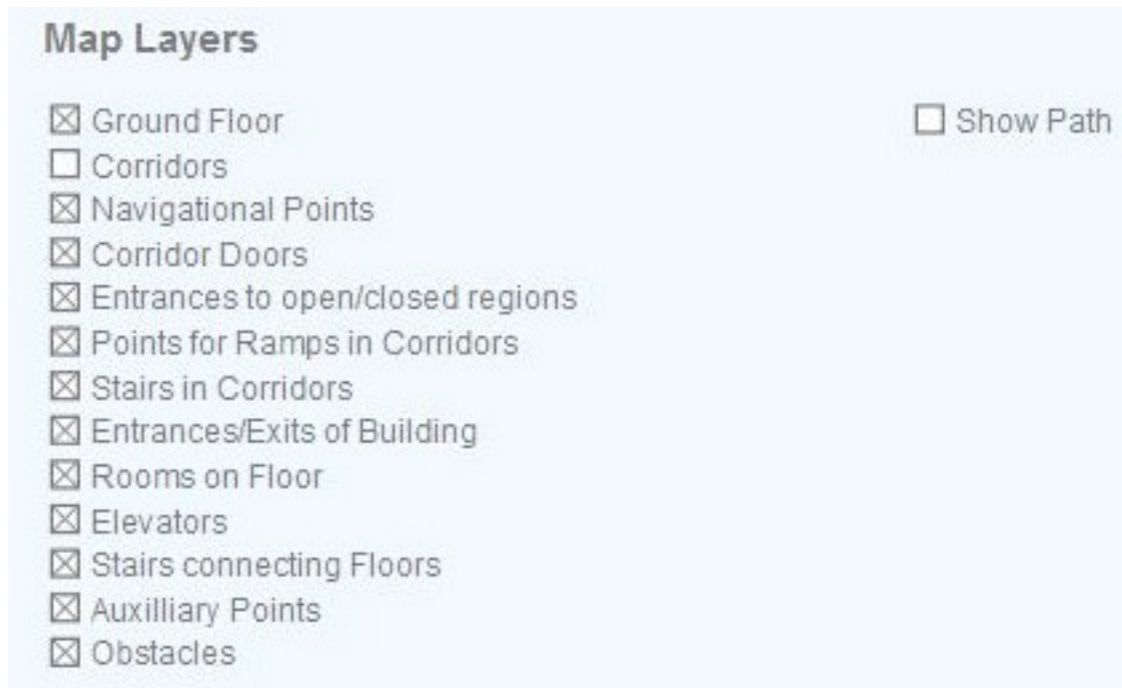 Map Layers
Ground Floor
Show Path
Corridors
Navigational Points
Corridor Doors
Entrances to open/closed regions
Points for Ramps in Corridors
Stairs in Corridors
Entrances/Exits of Building
Rooms on Floor
Elevators
Stairs connecting Floors
Auxilliary Points
Obstacles